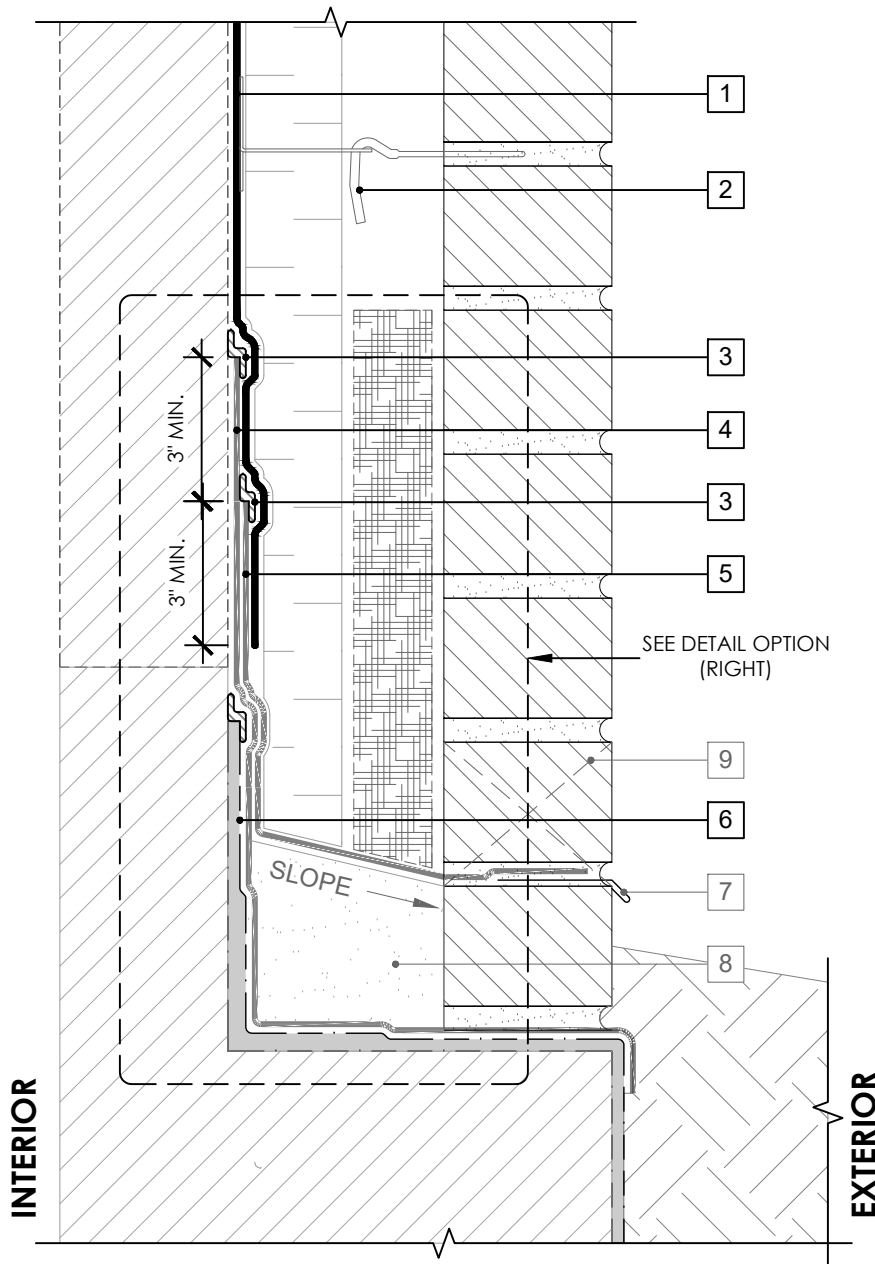 1
2
3
3" MIN.
4
3
3" MIN.
5
SEE DETAIL OPTION
(RIGHT)
9
6
SLOPE
7
8
INTERIOR
EXTERIOR